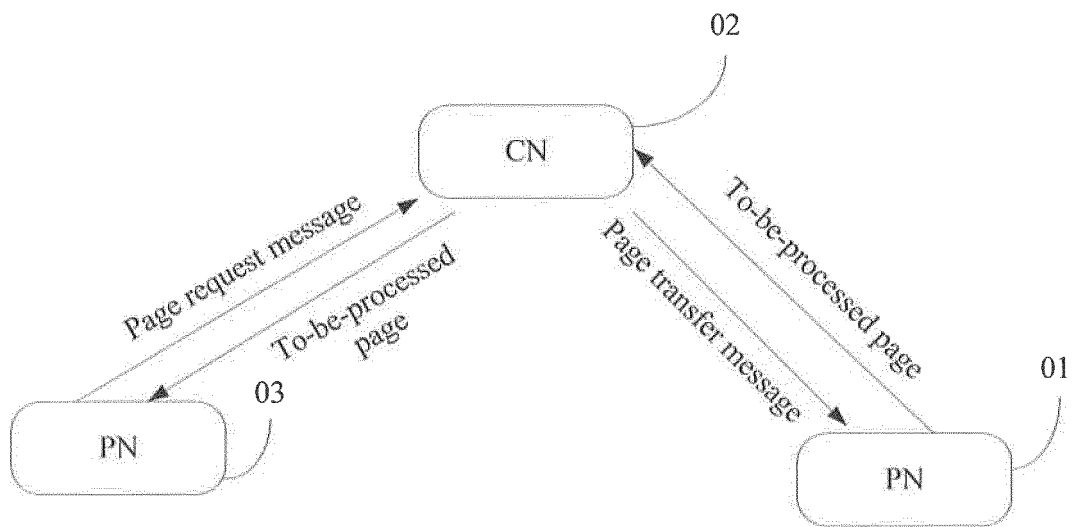 02
CN
Page request message
To-be-processed
page
Page transfer message
To-be-processed page
03
PN
01
PN